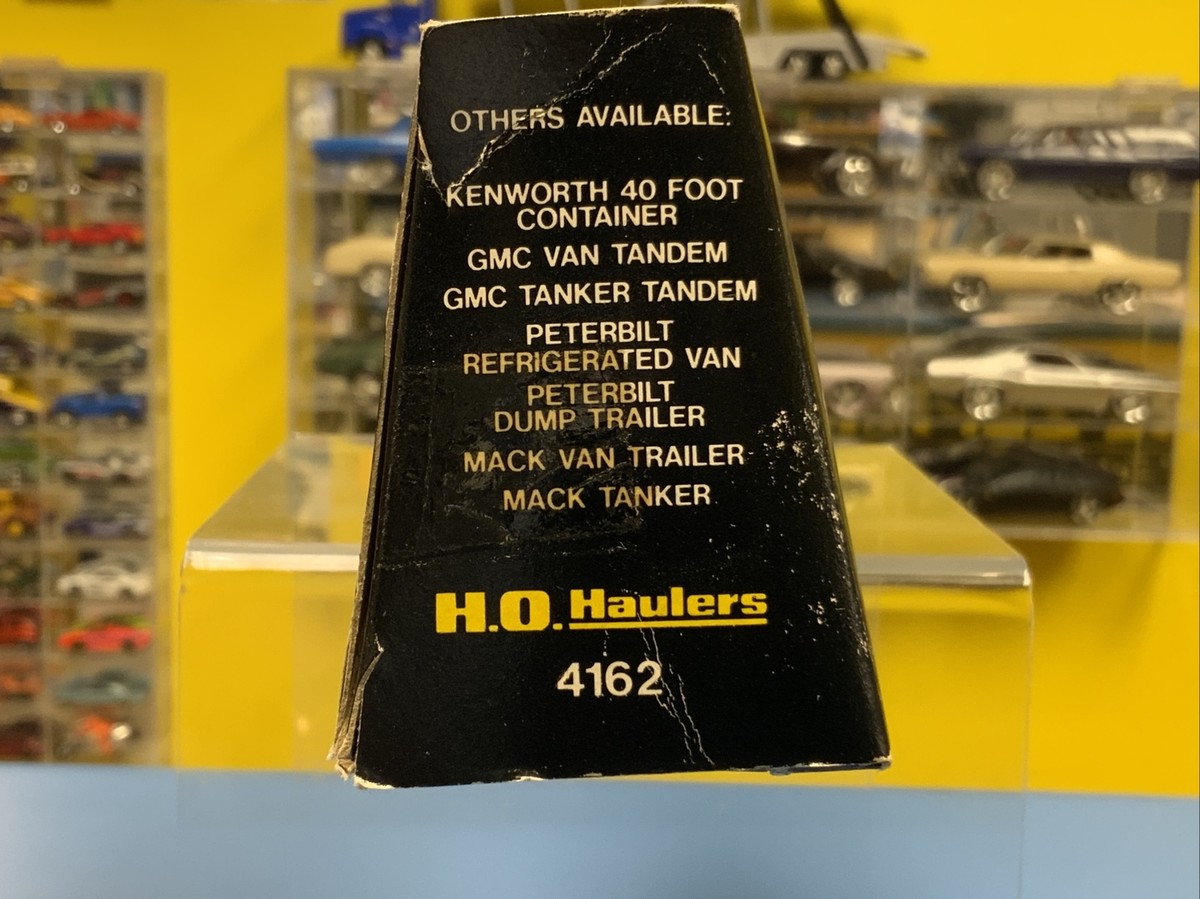 OTHERS AVAILABLE:
KENWORTH 40 FOOT
CONTAINER
GMC VAN TANDEM
GMC TANKER TANDEM
PETERBILT
REFRIGERATED VAN
PETERBILT
DUMP TRAILER
MACK VAN TRAILER
MACK TANKER
H.O. Haulers
4162